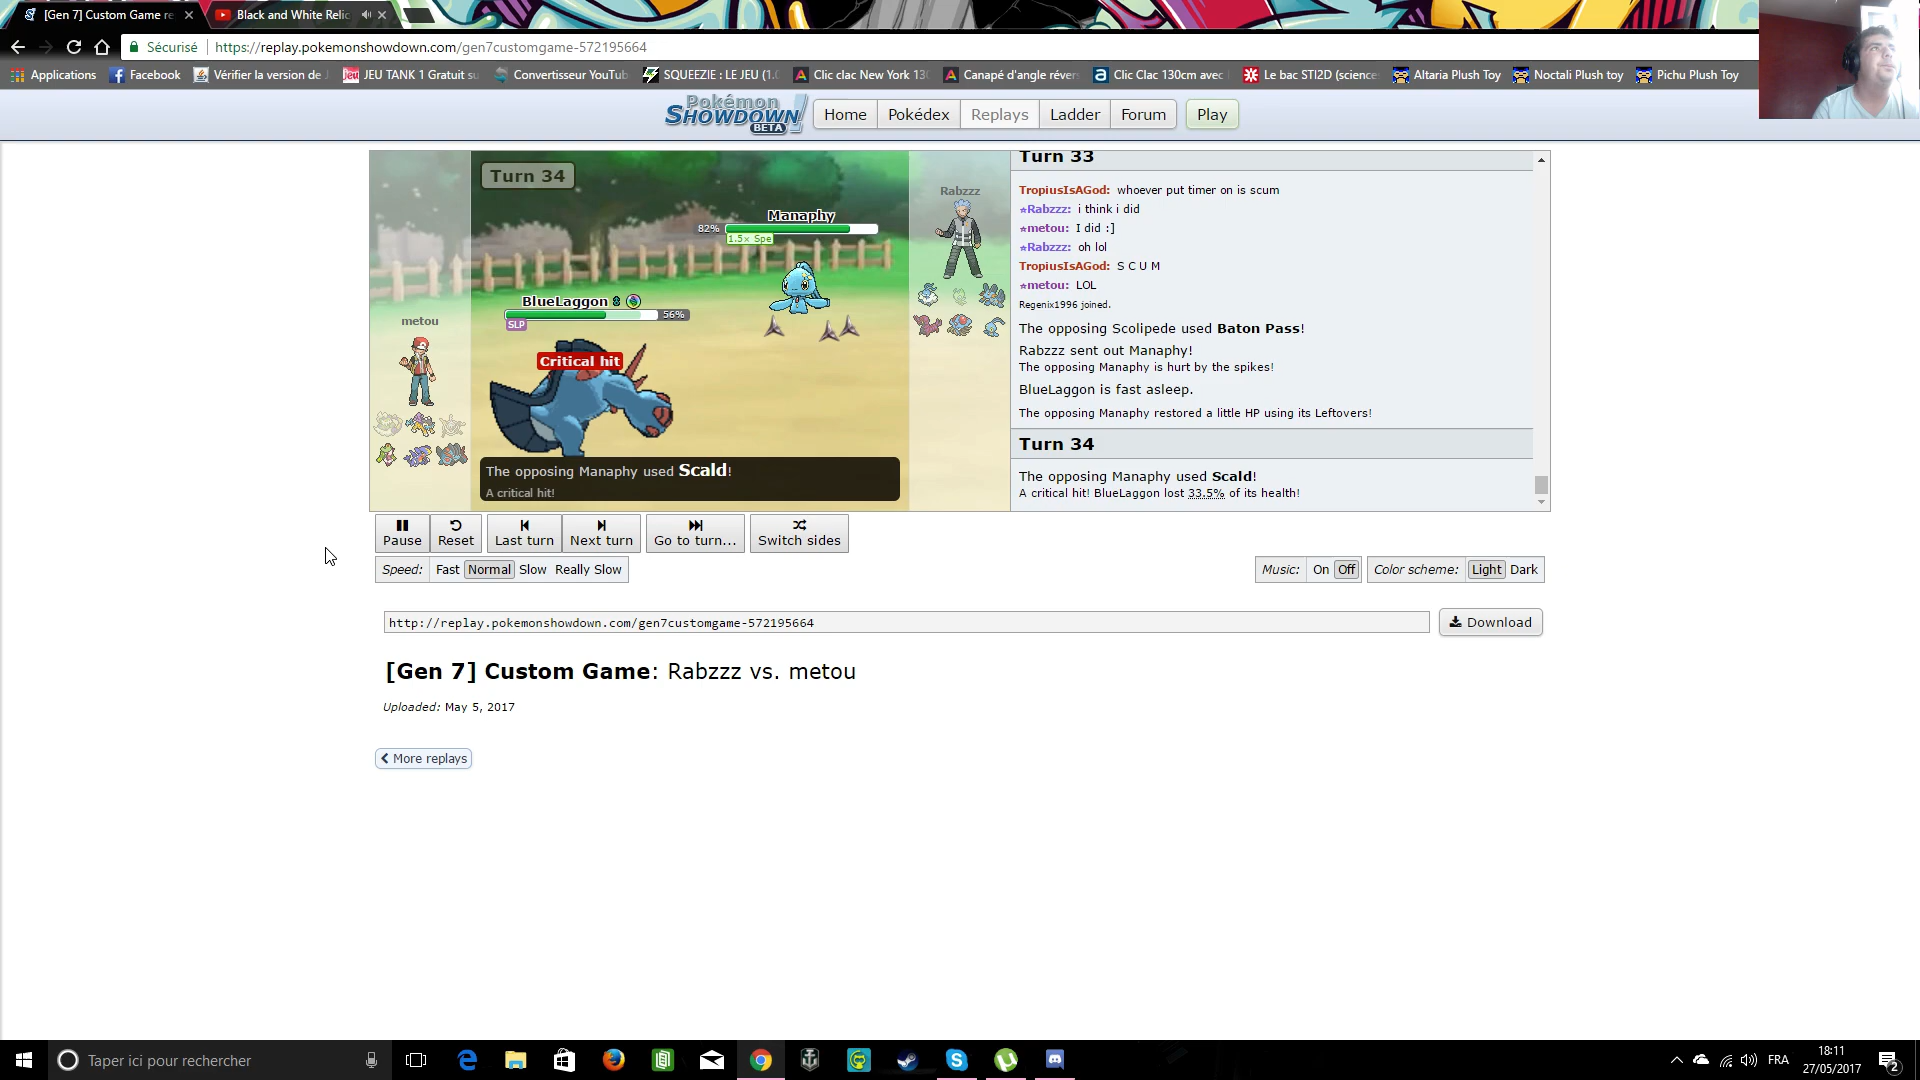 [Gen 7] Custom Game re
Black and White Relic
Sécurisé
https://replay.pokemonshowdown.com/gen7customgame-572195664
Applications
Facebook
Vérifier la version de J
JEU TANK 1 Gratuit su
Convertisseur YouTub
SQUEEZIE : LE JEU (1.0
Clic clac New York 130
Canapé d'angle révers
Clic Clac 130cm avec
Le bac STI2D (science
Altaria Plush Toy
Noctali Plush toy
Pichu Plush Toy
Pokémon
SHOWDOWN!
BETA
Home
Pokédex
Replays
Ladder
Forum
Play
Turn 34
metou
Rabzzz
Manaphy
82%
1.5× Spe
BlueLaggon
56%
SLP
Critical hit
The opposing Manaphy used Scald!
A critical hit!
Turn 33
TropiusIsAGod: whoever put timer on is scum
☆Rabzzz: i think i did
☆metou: I did :]
☆Rabzzz: oh lol
TropiusIsAGod: S C U M
☆metou: LOL
Regenix1996 joined.
The opposing Scolipede used Baton Pass!
Rabzzz sent out Manaphy!
The opposing Manaphy is hurt by the spikes!
BlueLaggon is fast asleep.
The opposing Manaphy restored a little HP using its Leftovers!
Turn 34
The opposing Manaphy used Scald!
A critical hit! BlueLaggon lost 33.5% of its health!
Pause
Reset
Last turn
Next turn
Go to turn...
Switch sides
Speed: Fast Normal Slow Really Slow
Music: On Off
Color scheme: Light Dark
http://replay.pokemonshowdown.com/gen7customgame-572195664
Download
[Gen 7] Custom Game: Rabzzz vs. metou
Uploaded: May 5, 2017
More replays
Taper ici pour rechercher
FRA
18:11
27/05/2017
2